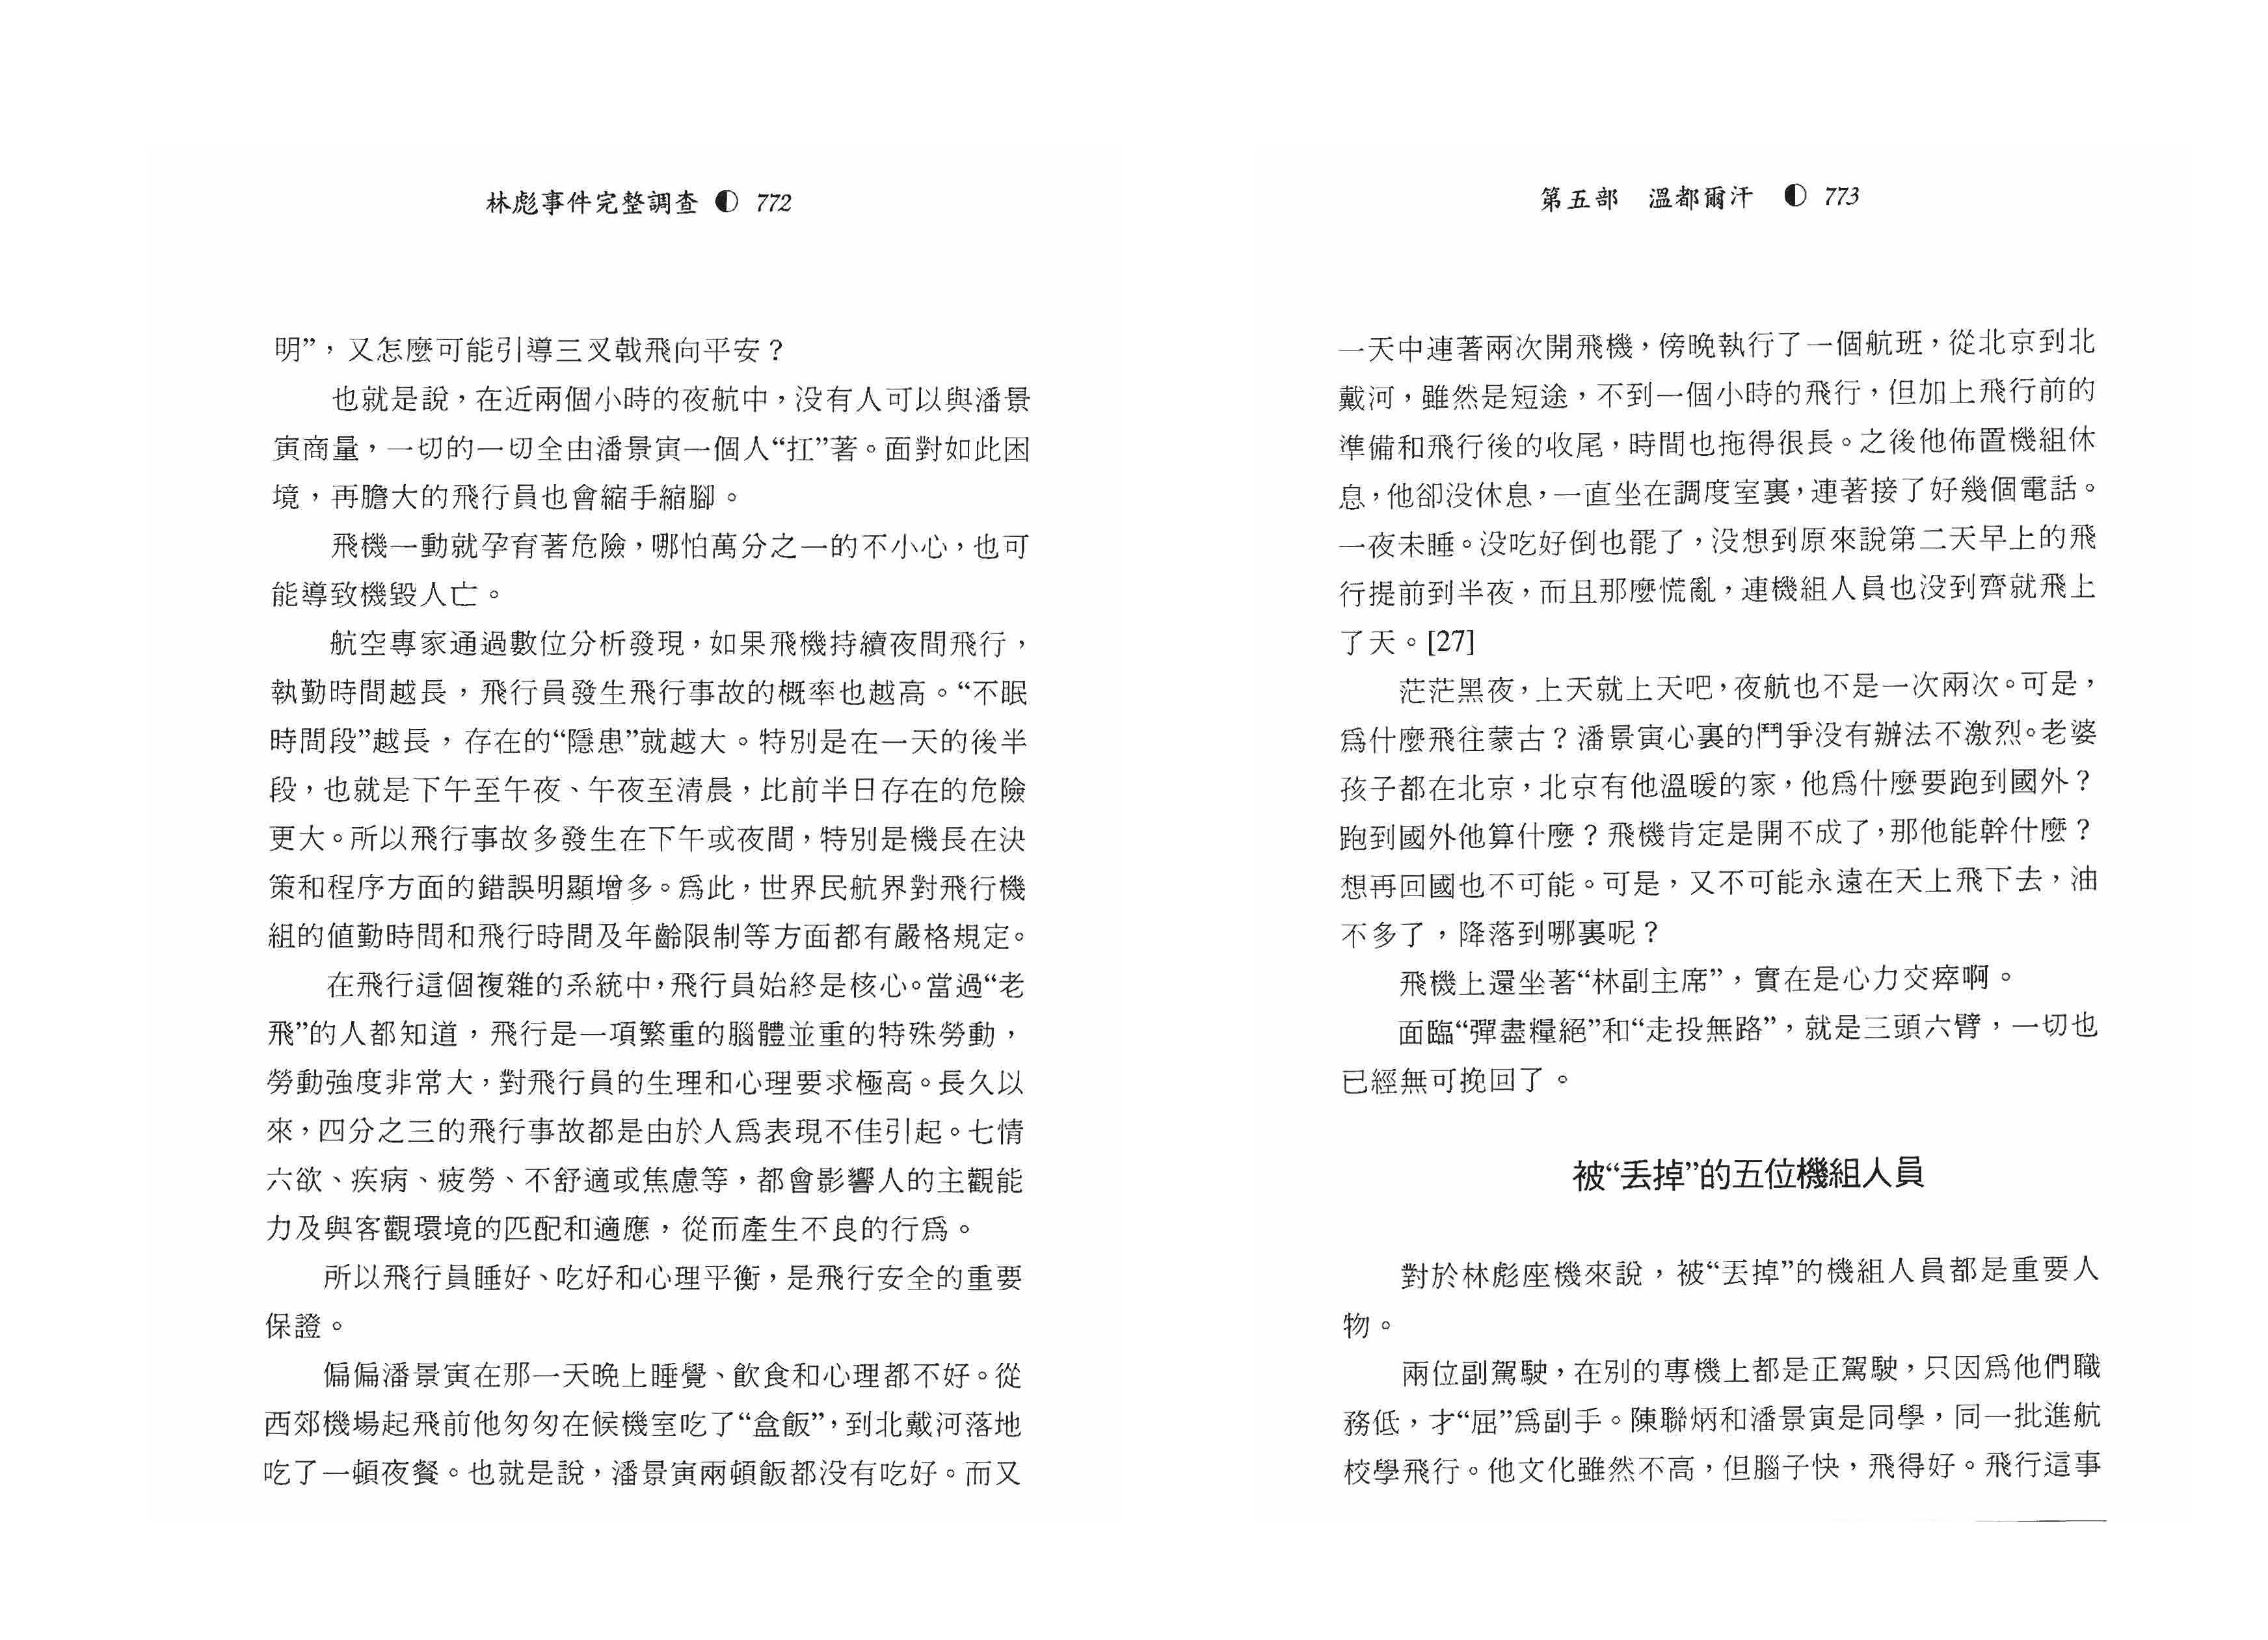 林彪事件完整調查 ◐ 772
明”，又怎麼可能引導三叉戟飛向平安？
也就是說，在近兩個小時的夜航中，没有人可以與潘景
寅商量，一切的一切全由潘景寅一個人“扛”著。面對如此困
境，再膽大的飛行員也會縮手縮腳。
飛機一動就孕育著危險，哪怕萬分之一的不小心，也可
能導致機毀人亡。
航空專家通過數位分析發現，如果飛機持續夜間飛行，
執勤時間越長，飛行員發生飛行事故的概率也越高。“不眠
時間段”越長，存在的“隱患”就越大。特別是在一天的後半
段，也就是下午至午夜、午夜至清晨，比前半日存在的危險
更大。所以飛行事故多發生在下午或夜間，特別是機長在決
策和程序方面的錯誤明顯增多。爲此，世界民航界對飛行機
組的值勤時間和飛行時間及年齡限制等方面都有嚴格規定。
在飛行這個複雜的系統中，飛行員始終是核心。當過“老
飛”的人都知道，飛行是一項繁重的腦體並重的特殊勞動，
勞動強度非常大，對飛行員的生理和心理要求極高。長久以
來，四分之三的飛行事故都是由於人爲表現不佳引起。七情
六欲、疾病、疲勞、不舒適或焦慮等，都會影響人的主觀能
力及與客觀環境的匹配和適應，從而產生不良的行爲。
所以飛行員睡好、吃好和心理平衡，是飛行安全的重要
保證。
偏偏潘景寅在那一天晚上睡覺、飲食和心理都不好。從
西郊機場起飛前他匆匆在候機室吃了“盒飯”，到北戴河落地
吃了一頓夜餐。也就是說，潘景寅兩頓飯都没有吃好。而又
第五部　溫都爾汗　◐ 773
一天中連著兩次開飛機，傍晚執行了一個航班，從北京到北
戴河，雖然是短途，不到一個小時的飛行，但加上飛行前的
準備和飛行後的收尾，時間也拖得很長。之後他佈置機組休
息，他卻没休息，一直坐在調度室裏，連著接了好幾個電話。
一夜未睡。没吃好倒也罷了，没想到原來說第二天早上的飛
行提前到半夜，而且那麼慌亂，連機組人員也没到齊就飛上
了天。[27]
茫茫黑夜，上天就上天吧，夜航也不是一次兩次。可是，
爲什麼飛往蒙古？潘景寅心裏的鬥爭没有辦法不激烈。老婆
孩子都在北京，北京有他溫暖的家，他爲什麼要跑到國外？
跑到國外他算什麼？飛機肯定是開不成了，那他能幹什麼？
想再回國也不可能。可是，又不可能永遠在天上飛下去，油
不多了，降落到哪裏呢？
飛機上還坐著“林副主席”，實在是心力交瘁啊。
面臨“彈盡糧絕”和“走投無路”，就是三頭六臂，一切也
已經無可挽回了。
被“丟掉”的五位機組人員
對於林彪座機來說，被“丟掉”的機組人員都是重要人
物。
兩位副駕駛，在別的專機上都是正駕駛，只因爲他們職
務低，才“屈”爲副手。陳聯炳和潘景寅是同學，同一批進航
校學飛行。他文化雖然不高，但腦子快，飛得好。飛行這事